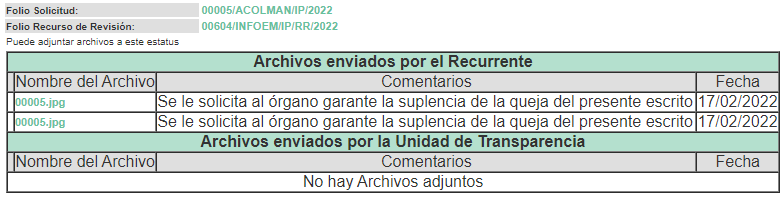 Folio Solicitud: 00005/ACOLMAN/IP/2022
Folio Recurso de Revisión: 00604/INFOEM/IP/RR/2022
Puede adjuntar archivos a este estatus
Archivos enviados por el Recurrente
Nombre del Archivo Comentarios Fecha
00005.jpg Se le solicita al órgano garante la suplencia de la queja del presente escrito 17/02/2022
00005.jpg Se le solicita al órgano garante la suplencia de la queja del presente escrito 17/02/2022
Archivos enviados por la Unidad de Transparencia
Nombre del Archivo Comentarios Fecha
No hay Archivos adjuntos